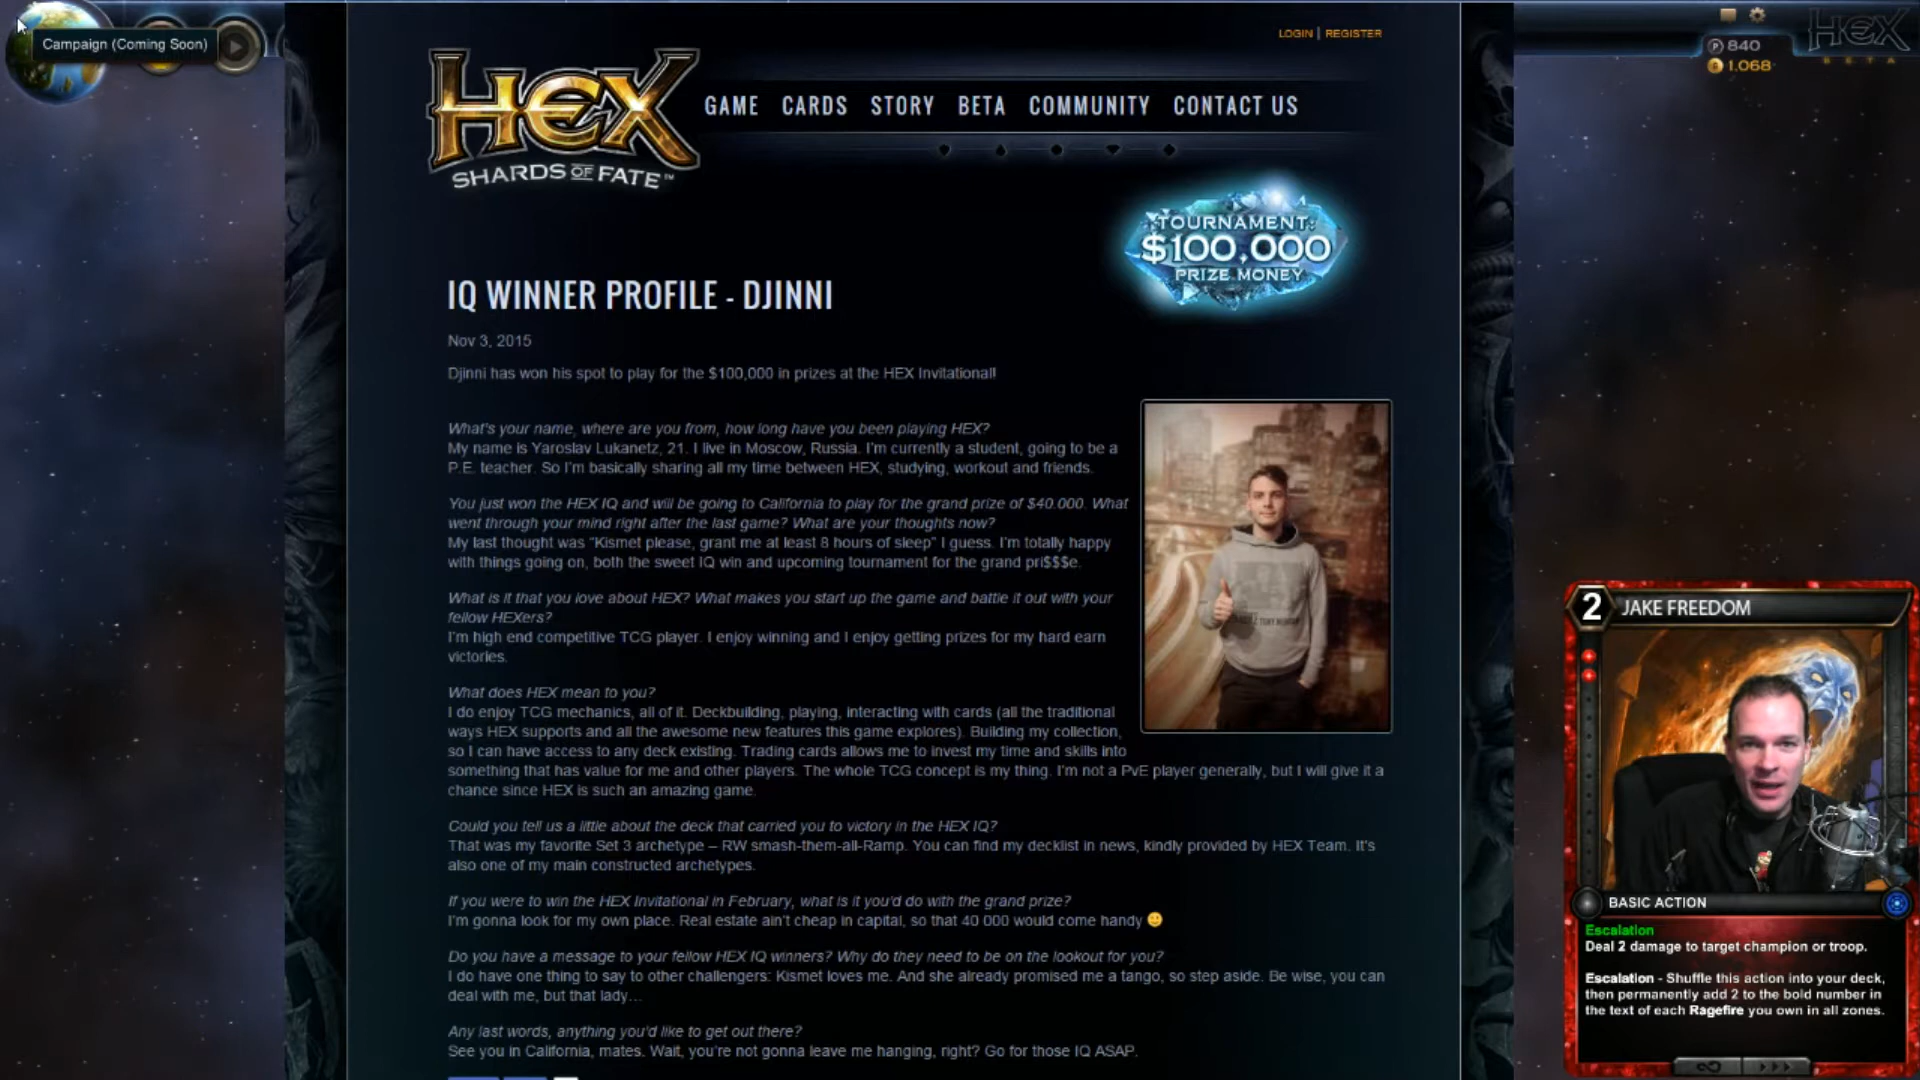 Campaign (Coming Soon)
LOGIN | REGISTER
HEX
SHARDS OF FATE™
GAME CARDS STORY BETA COMMUNITY CONTACT US
840
1,068
HEX
BETA
TOURNAMENT:
$100,000
PRIZE MONEY
IQ WINNER PROFILE - DJINNI
Nov 3, 2015
Djinni has won his spot to play for the $100,000 in prizes at the HEX Invitational!
What's your name, where are you from, how long have you been playing HEX?
My name is Yaroslav Lukanetz, 21. I live in Moscow, Russia. I'm currently a student, going to be a
P.E. teacher. So I'm basically sharing all my time between HEX, studying, workout and friends.
You just won the HEX IQ and will be going to California to play for the grand prize of $40.000. What
went through your mind right after the last game? What are your thoughts now?
My last thought was "Kismet please, grant me at least 8 hours of sleep" I guess. I'm totally happy
with things going on, both the sweet IQ win and upcoming tournament for the grand pri$$$e.
What is it that you love about HEX? What makes you start up the game and battle it out with your
fellow HEXers?
I'm high end competitive TCG player. I enjoy winning and I enjoy getting prizes for my hard earn
victories.
What does HEX mean to you?
I do enjoy TCG mechanics, all of it. Deckbuilding, playing, interacting with cards (all the traditional
ways HEX supports and all the awesome new features this game explores). Building my collection,
so I can have access to any deck existing. Trading cards allows me to invest my time and skills into
something that has value for me and other players. The whole TCG concept is my thing. I'm not a PvE player generally, but I will give it a
chance since HEX is such an amazing game.
Could you tell us a little about the deck that carried you to victory in the HEX IQ?
That was my favorite Set 3 archetype – RW smash-them-all-Ramp. You can find my decklist in news, kindly provided by HEX Team. It's
also one of my main constructed archetypes.
If you were to win the HEX Invitational in February, what is it you'd do with the grand prize?
I'm gonna look for my own place. Real estate ain't cheap in capital, so that 40 000 would come handy
Do you have a message to your fellow HEX IQ winners? Why do they need to be on the lookout for you?
I do have one thing to say to other challengers: Kismet loves me. And she already promised me a tango, so step aside. Be wise, you can
deal with me, but that lady…
Any last words, anything you'd like to get out there?
See you in California, mates. Wait, you're not gonna leave me hanging, right? Go for those IQ ASAP.
2 JAKE FREEDOM
BASIC ACTION
Escalation
Deal 2 damage to target champion or troop.
Escalation - Shuffle this action into your deck,
then permanently add 2 to the bold number in
the text of each Ragefire you own in all zones.